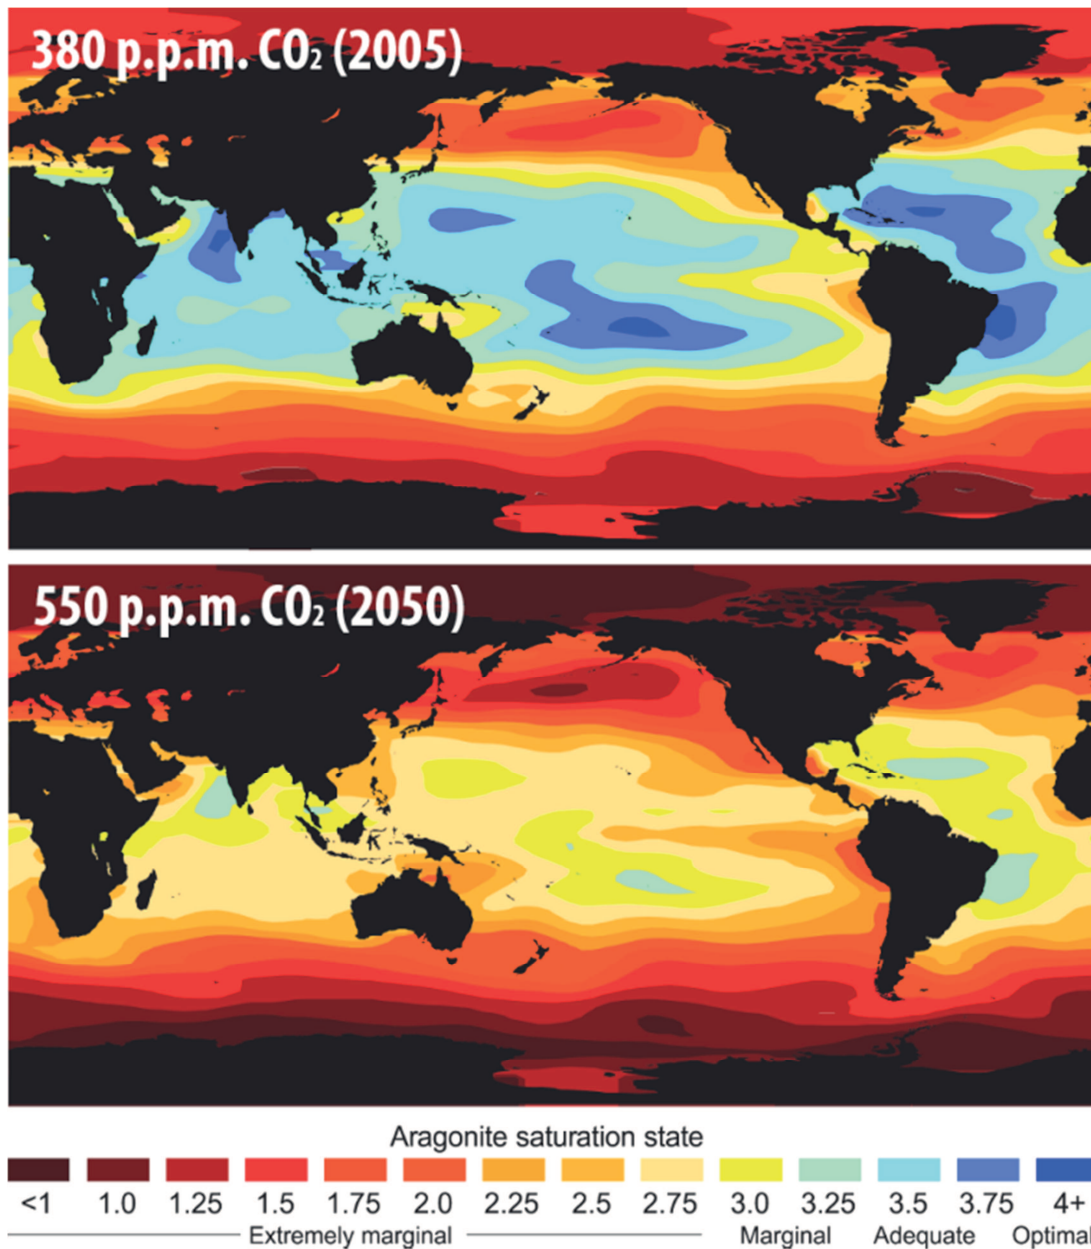 380 p.p.m. CO₂ (2005)
550 p.p.m. CO₂ (2050)
Aragonite saturation state
<1 1.0 1.25 1.5 1.75 2.0 2.25 2.5 2.75 3.0 3.25 3.5 3.75 4+
Extremely marginal Marginal Adequate Optimal